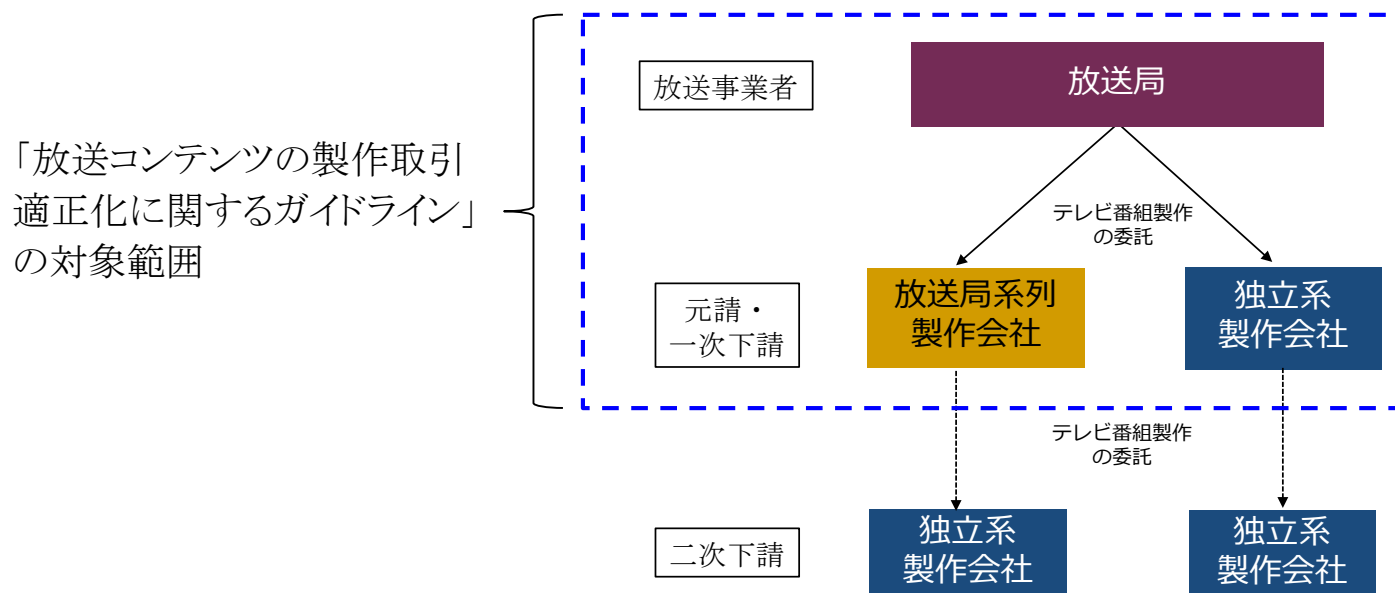 放送事業者
放送局
「放送コンテンツの製作取引
適正化に関するガイドライン」
の対象範囲
テレビ番組製作
の委託
元請・
一次下請
放送局系列
製作会社
独立系
製作会社
テレビ番組製作
の委託
二次下請
独立系
製作会社
独立系
製作会社